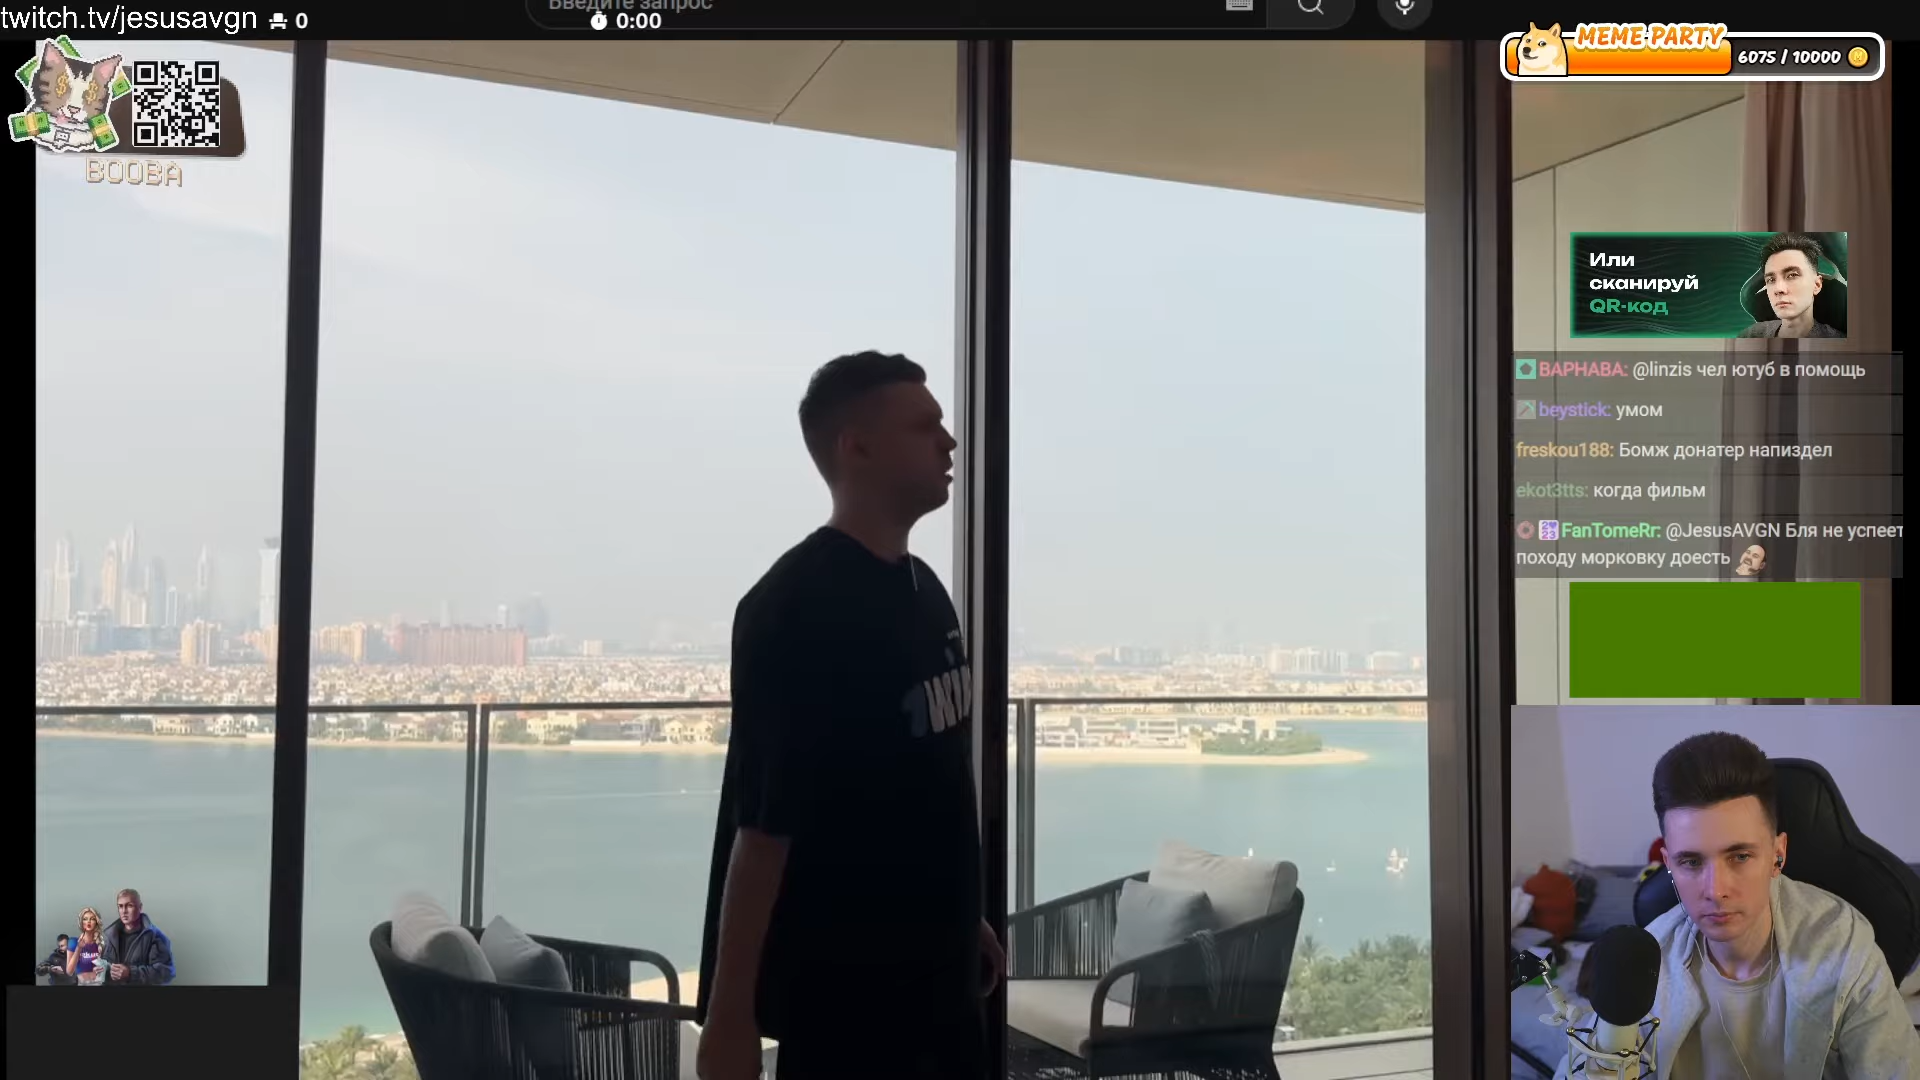 twitch.tv/jesusavgn 0
Введите запрос
0:00
MEME PARTY
6075 / 10000
BOOBA
Или
сканируй
QR-код
BAPHABA: @linzis чел ютуб в помощь
beystick: умом
freskou188: Бомж донатер напиздел
ekot3tts: когда фильм
FanTomeRr: @JesusAVGN Бля не успеет
походу морковку доесть